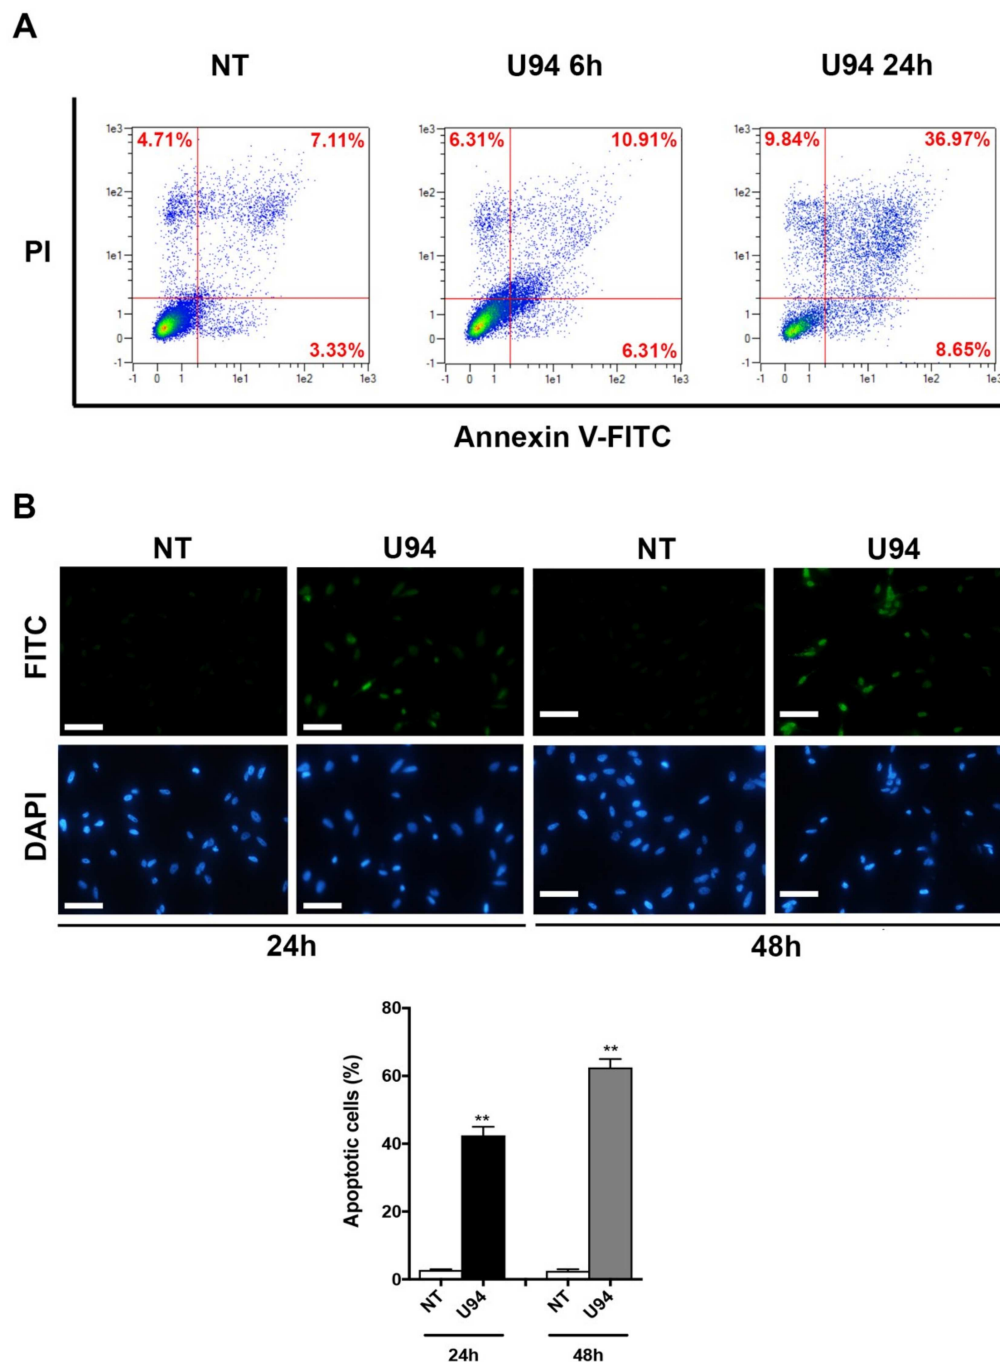 A
NT
U94 6h
U94 24h
PI
1e3
1e2
1e1
1
0
-1
4.71%
7.11%
3.33%
-1 0 1 1e1 1e2 1e3
1e3
1e2
1e1
1
0
-1
6.31%
10.91%
6.31%
-1 0 1 1e1 1e2 1e3
1e3
1e2
1e1
1
0
-1
9.84%
36.97%
8.65%
-1 0 1 1e1 1e2 1e3
Annexin V-FITC
B
NT
U94
NT
U94
FITC
DAPI
24h
48h
Apoptotic cells (%)
80
60
40
20
0
**
**
NT
U94
NT
U94
24h
48h